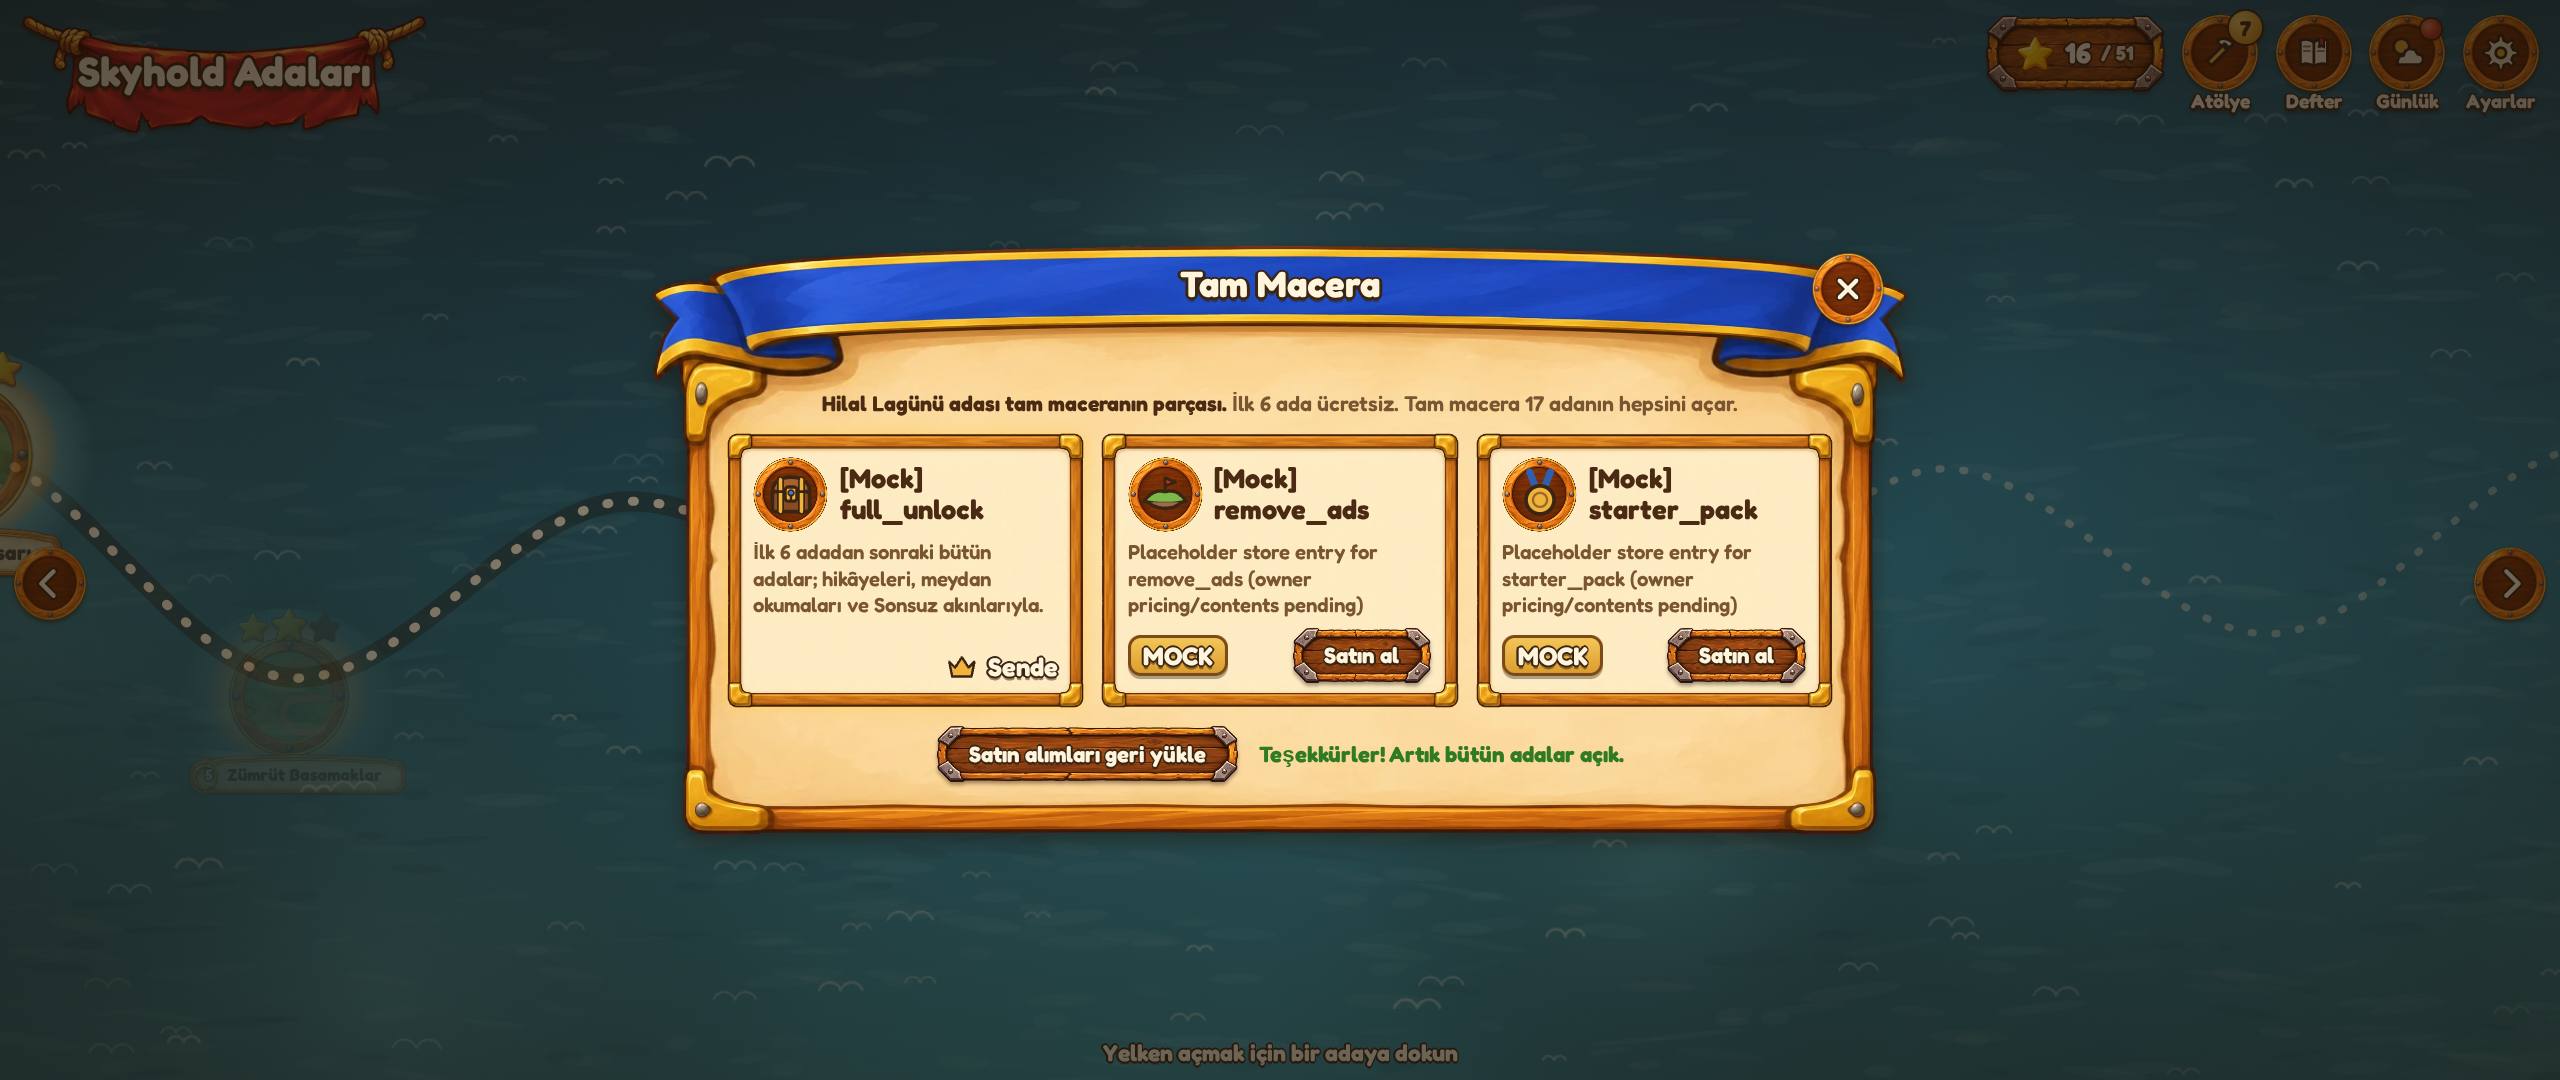 Skyhold Adaları
16 / 51
7
Atölye
Defter
Günlük
Ayarlar
Tam Macera
Hilal Lagünü adası tam maceranın parçası. İlk 6 ada ücretsiz. Tam macera 17 adanın hepsini açar.
[Mock]
full_unlock
İlk 6 adadan sonraki bütün
adalar; hikâyeleri, meydan
okumaları ve Sonsuz akınlarıyla.
Sende
[Mock]
remove_ads
Placeholder store entry for
remove_ads (owner
pricing/contents pending)
MOCK
Satın al
[Mock]
starter_pack
Placeholder store entry for
starter_pack (owner
pricing/contents pending)
MOCK
Satın al
Satın alımları geri yükle
Teşekkürler! Artık bütün adalar açık.
5 Zümrüt Basamaklar
Yelken açmak için bir adaya dokun